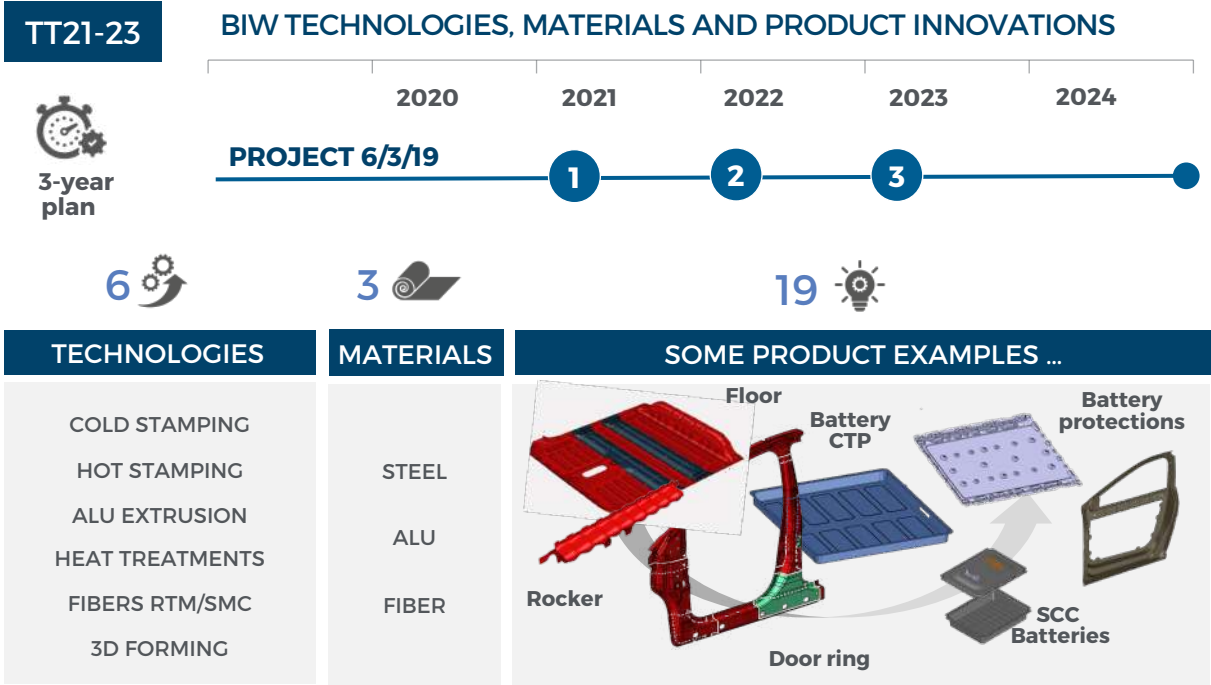 TT21-23
BIW TECHNOLOGIES, MATERIALS AND PRODUCT INNOVATIONS
2020 2021 2022 2023 2024
3-year
plan
PROJECT 6/3/19
1 2 3
6 3 19
TECHNOLOGIES
COLD STAMPING
HOT STAMPING
ALU EXTRUSION
HEAT TREATMENTS
FIBERS RTM/SMC
3D FORMING
MATERIALS
STEEL
ALU
FIBER
SOME PRODUCT EXAMPLES ...
Floor
Battery
CTP
Battery
protections
Rocker
Door ring
SCC
Batteries